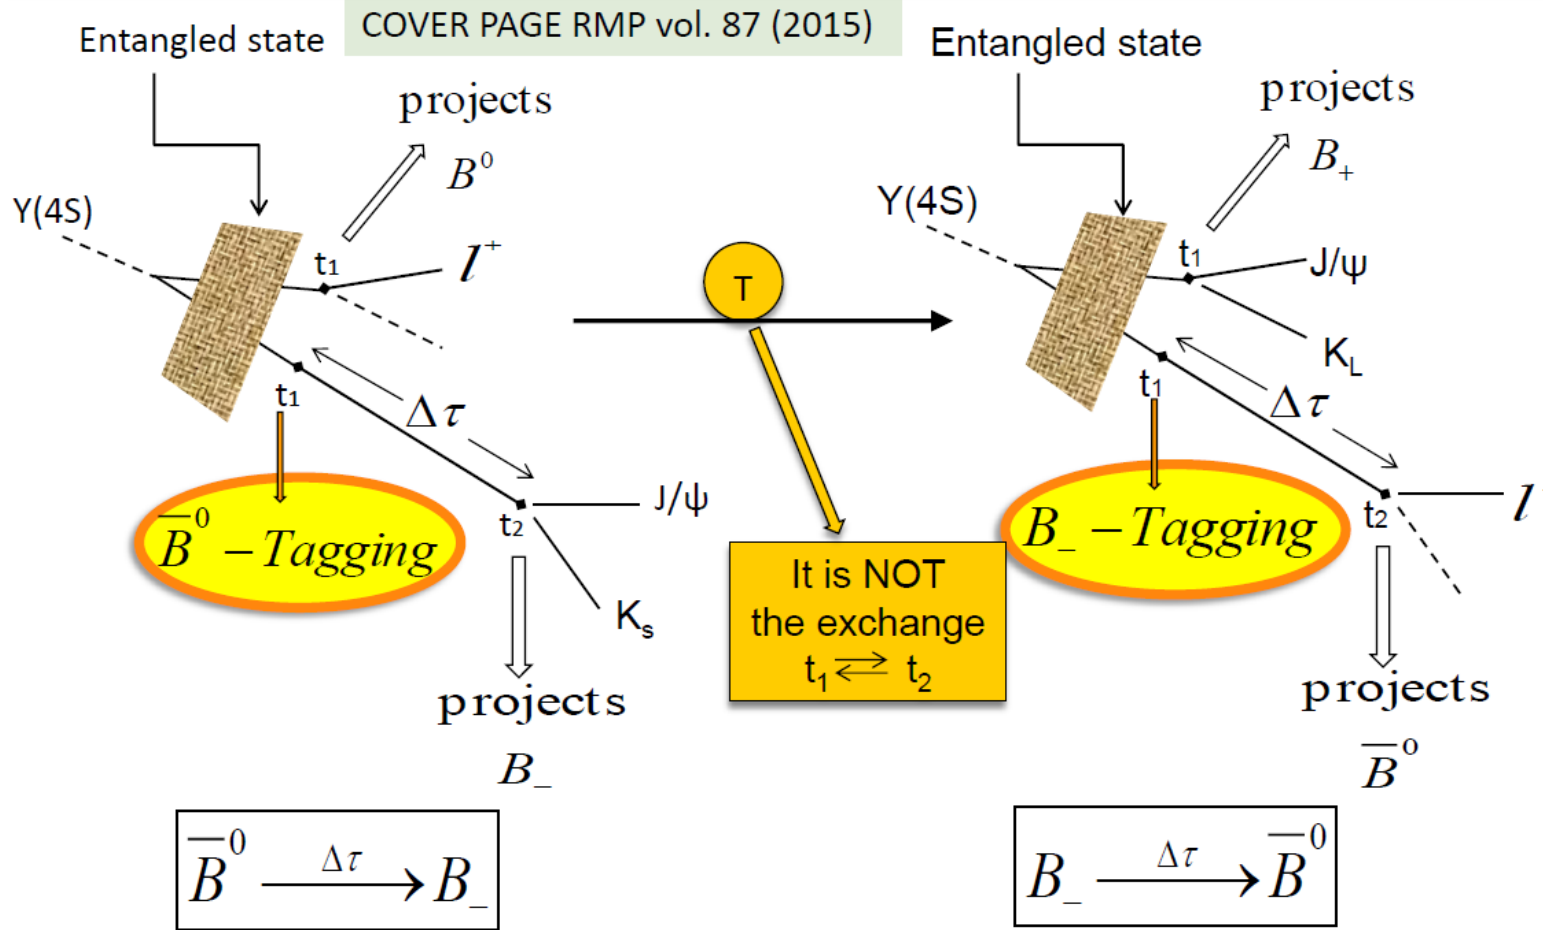 COVER PAGE RMP vol. 87 (2015)
Entangled state
projects
B⁰
Y(4S)
t₁
l⁺
t₁
Δτ
B̅⁰ – Tagging
t₂
J/ψ
Kₛ
projects
B₋
B̅⁰ Δτ→ B₋
T
It is NOT
the exchange
t₁ ⇄ t₂
Entangled state
projects
B₊
Y(4S)
t₁
J/ψ
K_L
t₁
Δτ
B₋ – Tagging
t₂
l
projects
B̅⁰
B₋ Δτ→ B̅⁰